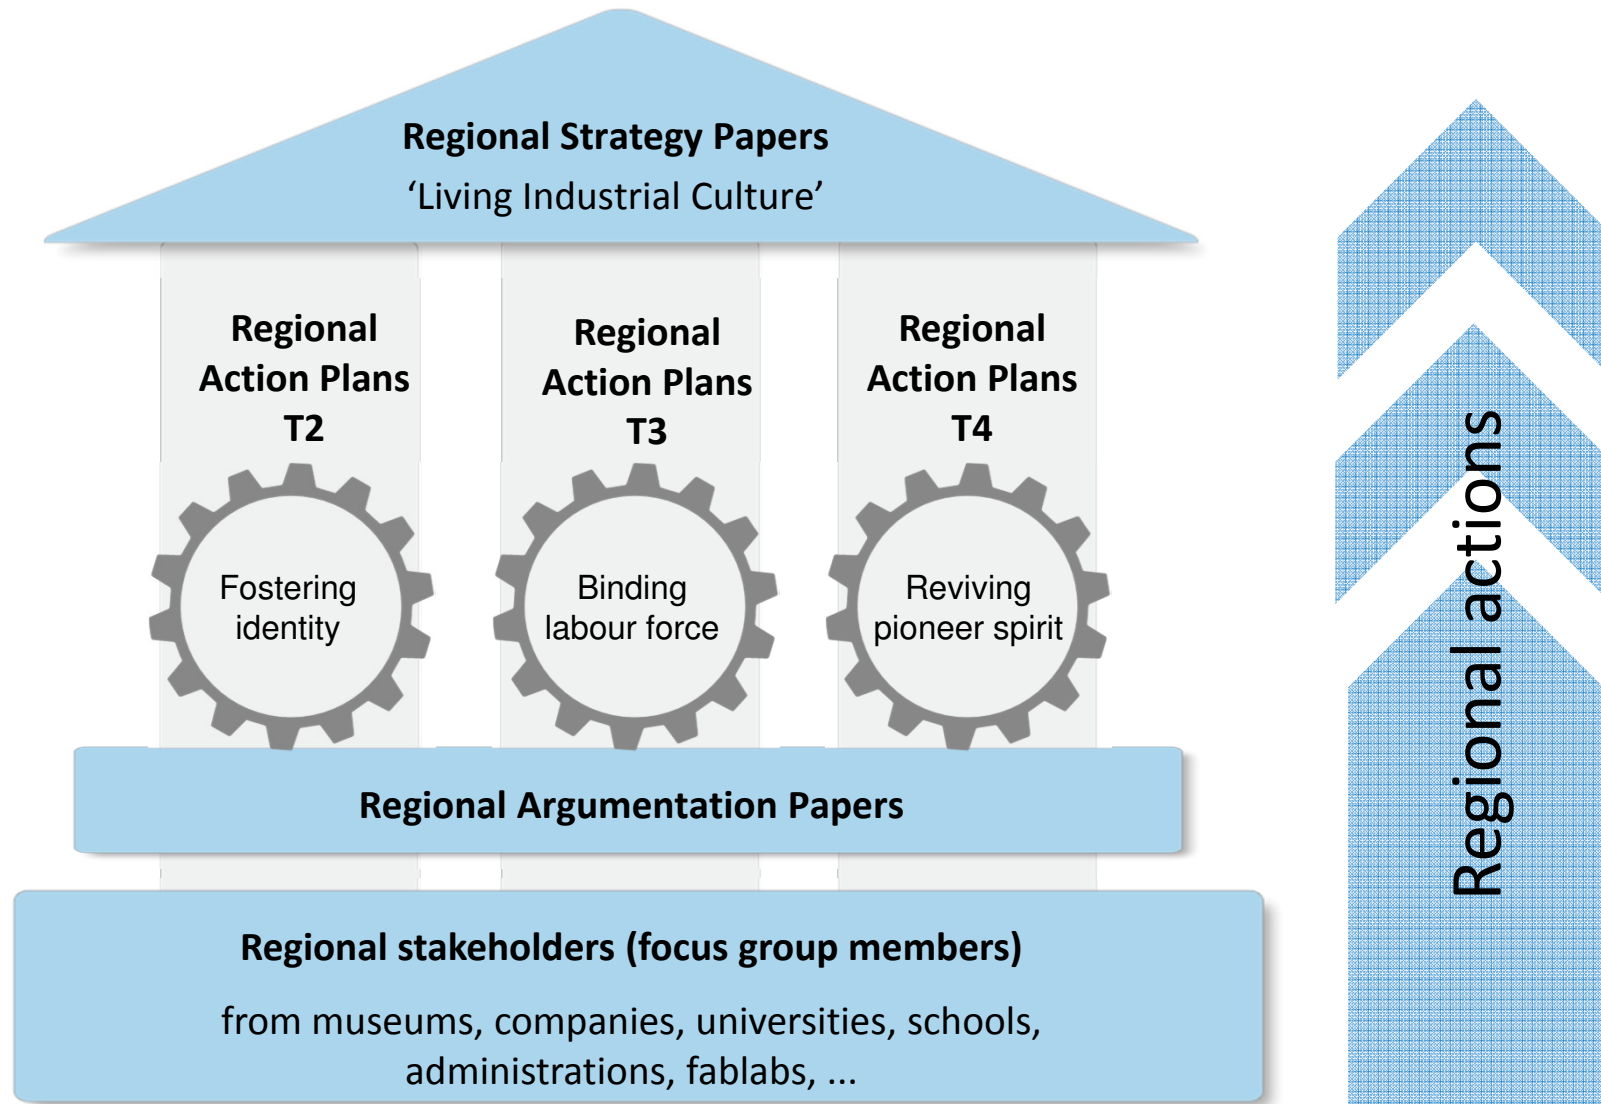 Regional Strategy Papers
‘Living Industrial Culture’
Regional
Action Plans
T2
Regional
Action Plans
T3
Regional
Action Plans
T4
Fostering
identity
Binding
labour force
Reviving
pioneer spirit
Regional Argumentation Papers
Regional stakeholders (focus group members)
from museums, companies, universities, schools,
administrations, fablabs, ...
Regional actions